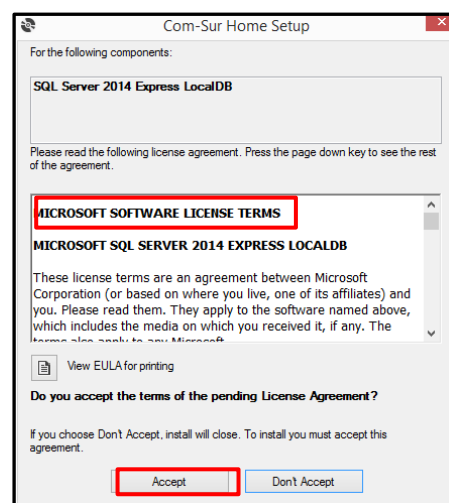 Com-Sur Home Setup
For the following components:
SQL Server 2014 Express LocalDB
Please read the following license agreement. Press the page down key to see the rest
of the agreement.
MICROSOFT SOFTWARE LICENSE TERMS
MICROSOFT SQL SERVER 2014 EXPRESS LOCALDB
These license terms are an agreement between Microsoft
Corporation (or based on where you live, one of its affiliates) and
you. Please read them. They apply to the software named above,
which includes the media on which you received it, if any. The
terms also apply to any Microsoft
View EULA for printing
Do you accept the terms of the pending License Agreement?
If you choose Don't Accept, install will close. To install you must accept this
agreement.
Accept
Don't Accept